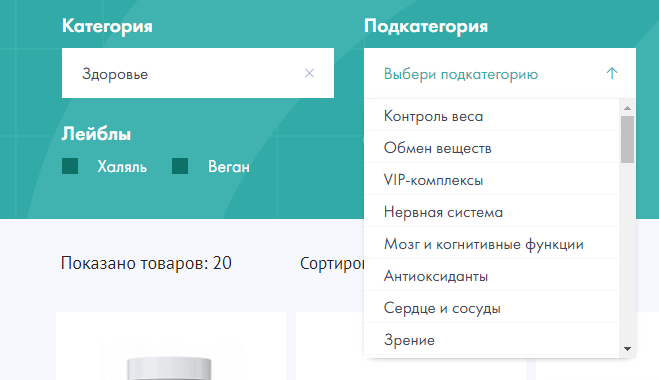 Категория
Подкатегория
Здоровье
Выбери подкатегорию
Контроль веса
Лейблы
Обмен веществ
Халяль
Веган
VIP-комплексы
Нервная система
Мозг и когнитивные функции
Показано товаров: 20
Антиоксиданты
Сердце и сосуды
Зрение